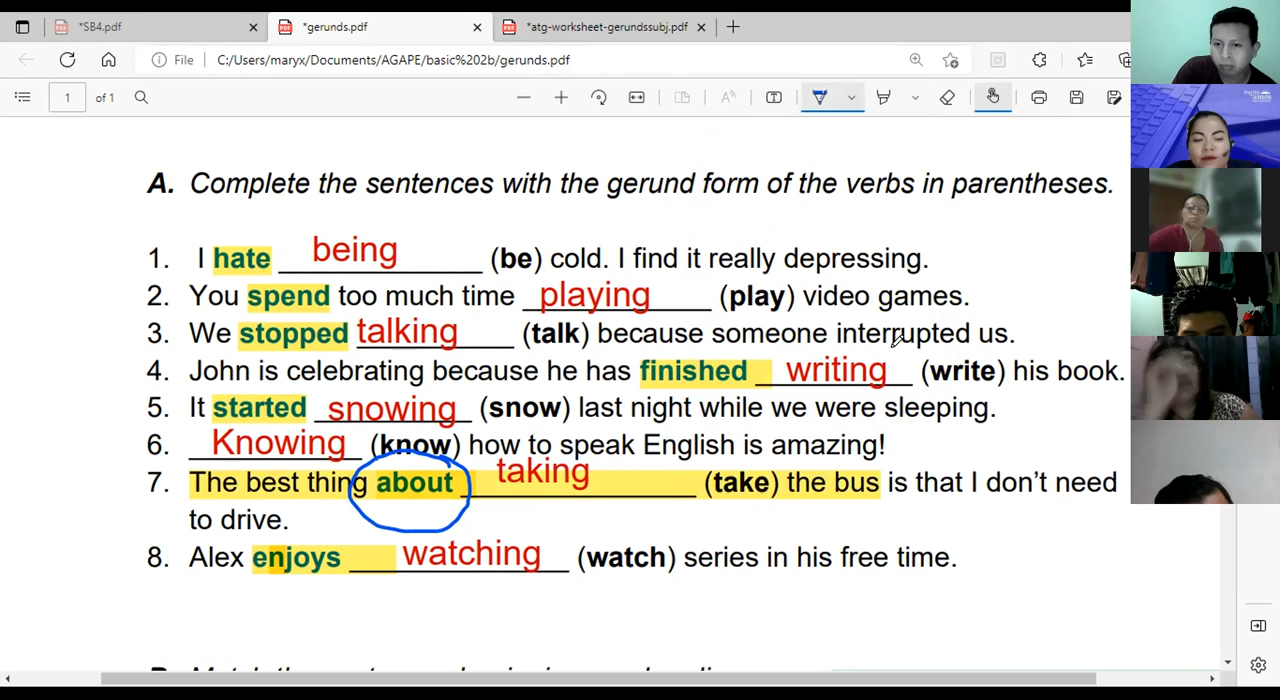 *SB4.pdf
*gerunds.pdf
*atg-worksheet-gerundssubj.pdf
File C:/Users/maryx/Documents/AGAPE/basic%202b/gerunds.pdf
1 of 1
A. Complete the sentences with the gerund form of the verbs in parentheses.
1. I hate being (be) cold. I find it really depressing.
2. You spend too much time playing (play) video games.
3. We stopped talking (talk) because someone interrupted us.
4. John is celebrating because he has finished writing (write) his book.
5. It started snowing (snow) last night while we were sleeping.
6. Knowing (know) how to speak English is amazing!
7. The best thing about taking (take) the bus is that I don't need
to drive.
8. Alex enjoys watching (watch) series in his free time.